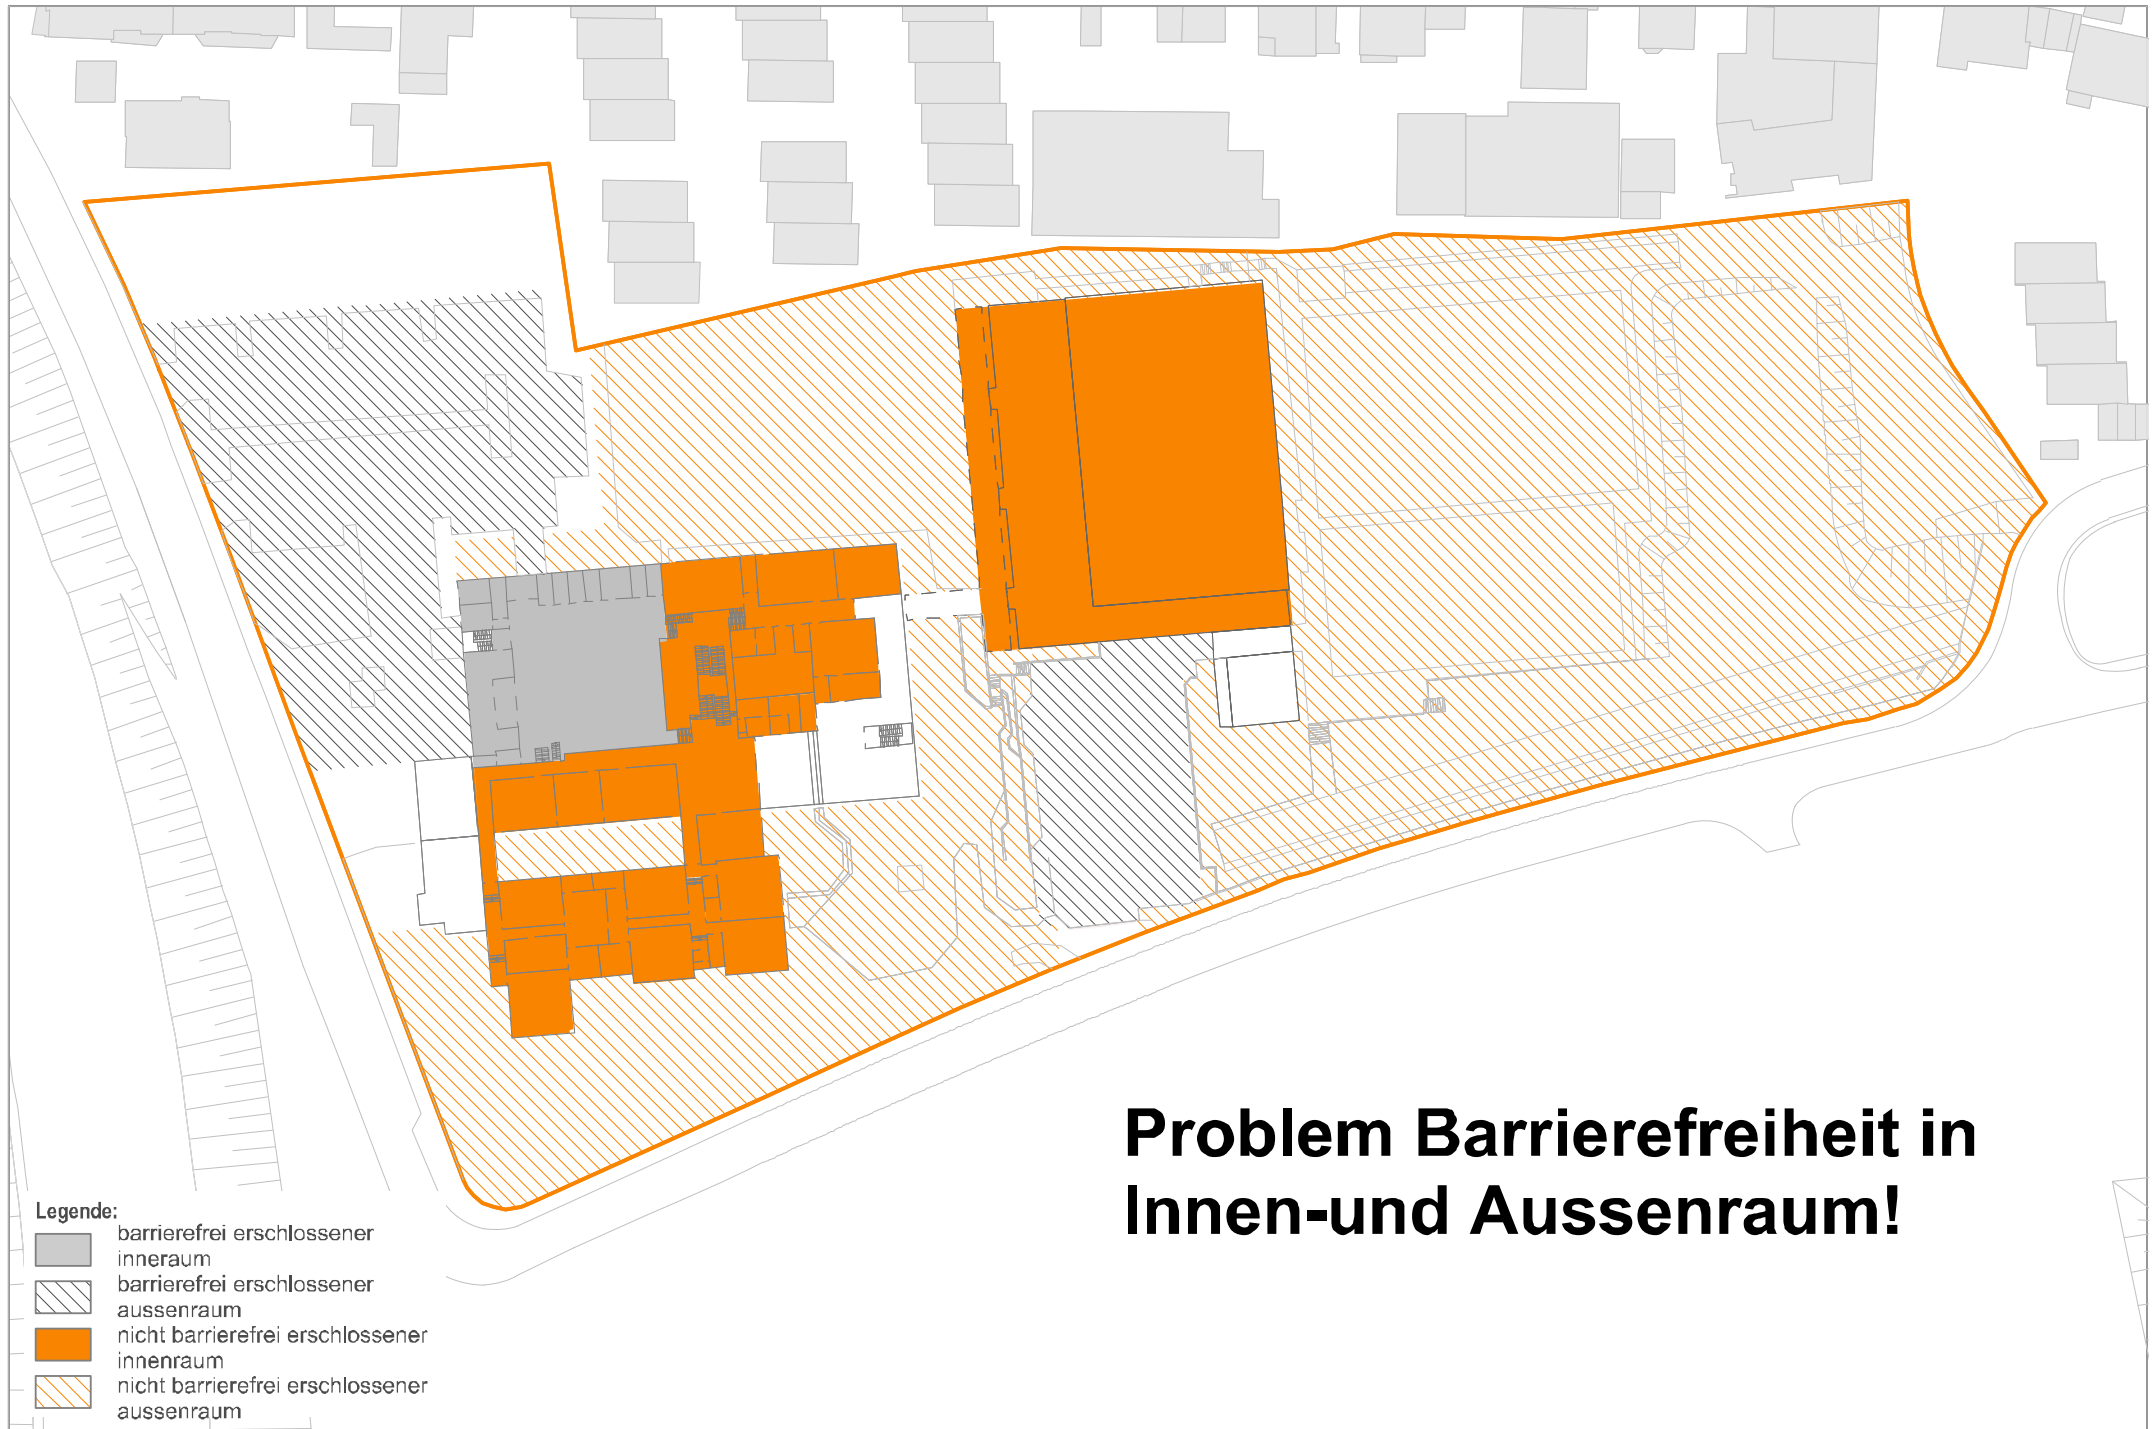 Problem Barrierefreiheit in
Innen-und Aussenraum!
Legende:
barrierefrei erschlossener
inneraum
barrierefrei erschlossener
aussenraum
nicht barrierefrei erschlossener
innenraum
nicht barrierefrei erschlossener
aussenraum